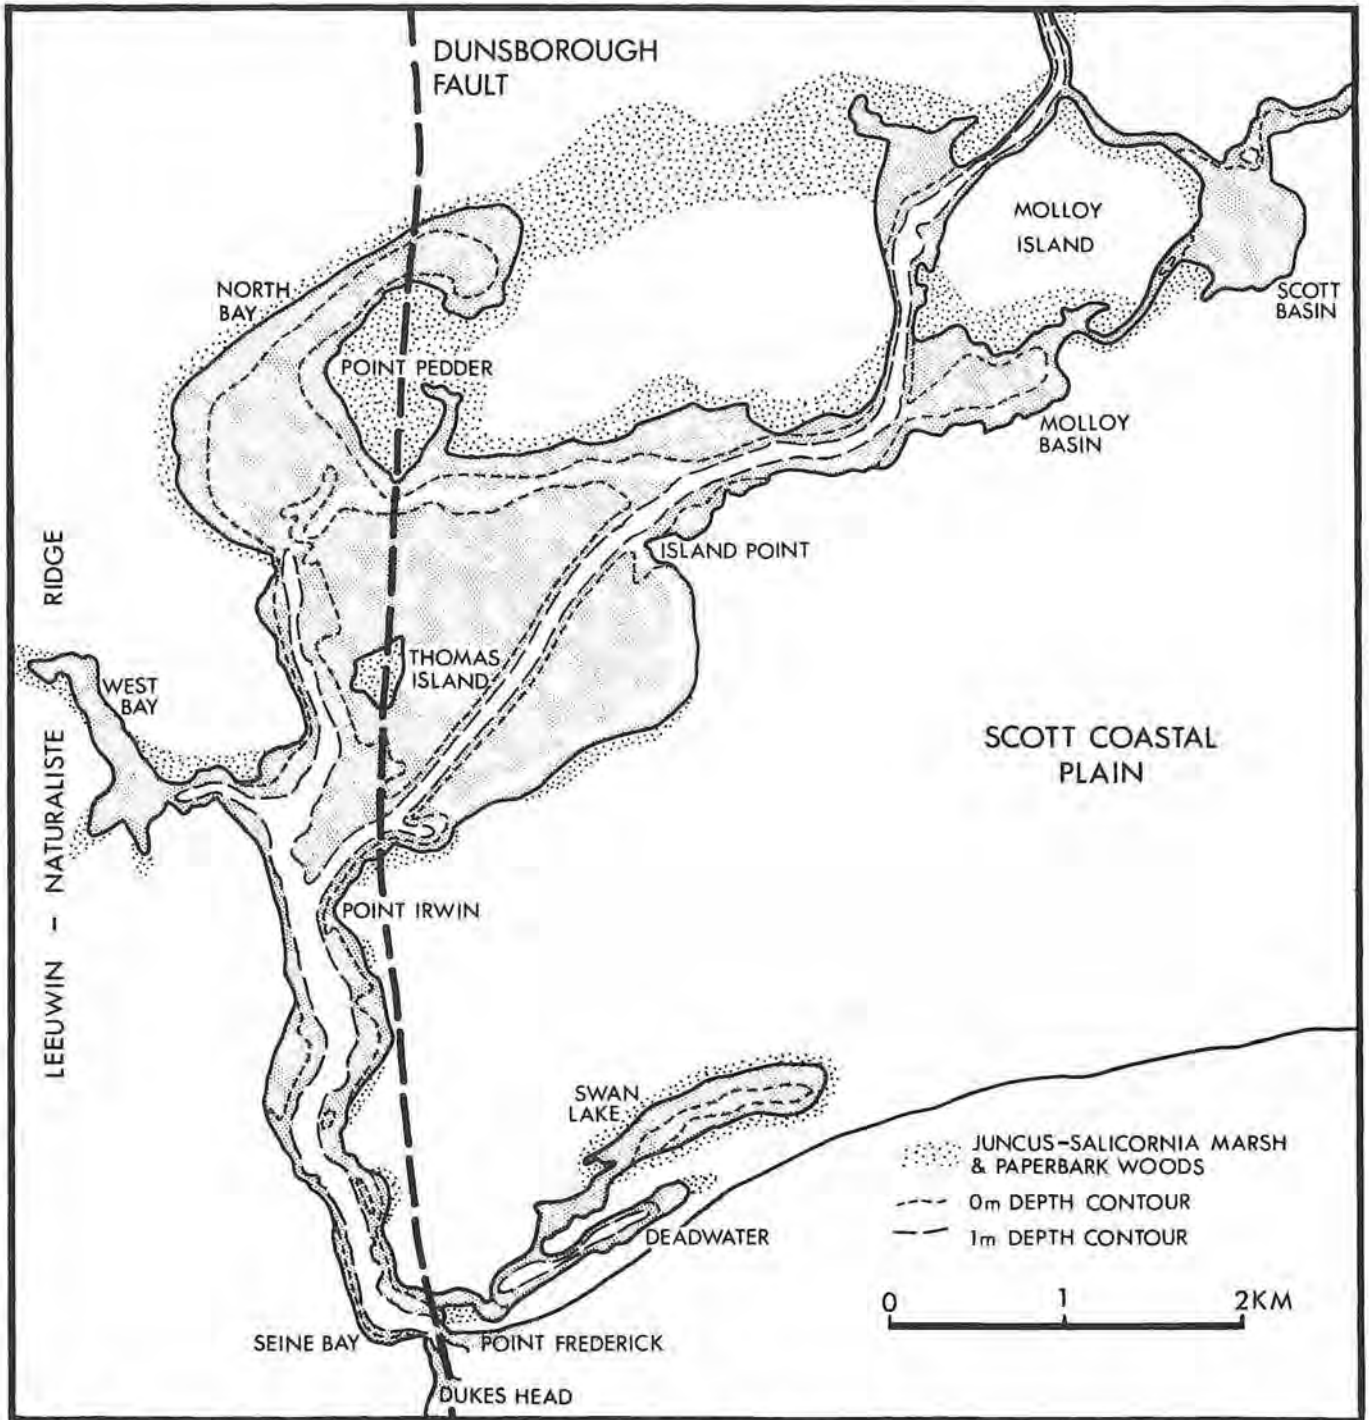 DUNSBOROUGH
FAULT
MOLLOY
ISLAND
NORTH
BAY
SCOTT
BASIN
POINT PEDDER
MOLLOY
BASIN
ISLAND POINT
LEEUWIN – NATURALISTE RIDGE
THOMAS
ISLAND
WEST
BAY
SCOTT COASTAL
PLAIN
POINT IRWIN
SWAN
LAKE
DEADWATER
JUNCUS–SALICORNIA MARSH
& PAPERBARK WOODS
0m DEPTH CONTOUR
1m DEPTH CONTOUR
0 1 2KM
SEINE BAY
POINT FREDERICK
DUKES HEAD